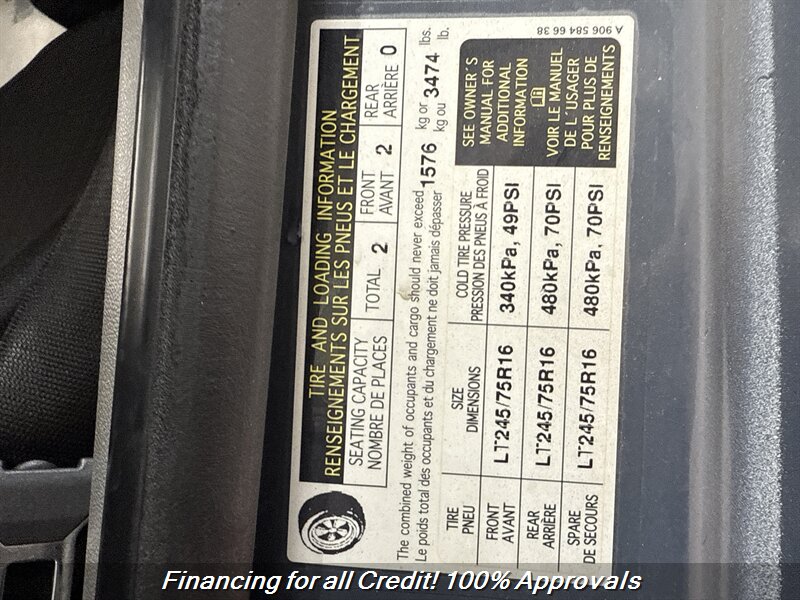 TIRE AND LOADING INFORMATION
RENSEIGNEMENTS SUR LES PNEUS ET LE CHARGEMENT
SEATING CAPACITY
NOMBRE DE PLACES
TOTAL 2
FRONT
AVANT 2
REAR
ARRIÈRE 0
The combined weight of occupants and cargo should never exceed
Le poids total des occupants et du chargement ne doit jamais dépasser
1576 kg or 3474 lbs.
kg ou lb.
TIRE
PNEU
SIZE
DIMENSIONS
COLD TIRE PRESSURE
PRESSION DES PNEUS À FROID
FRONT
AVANT
LT245/75R16
340kPa, 49PSI
REAR
ARRIÈRE
LT245/75R16
480kPa, 70PSI
SPARE
DE SECOURS
LT245/75R16
480kPa, 70PSI
SEE OWNER'S
MANUAL FOR
ADDITIONAL
INFORMATION
VOIR LE MANUEL
DE L'USAGER
POUR PLUS DE
RENSEIGNEMENTS
A 906 584 66 38
Financing for all Credit! 100% Approvals